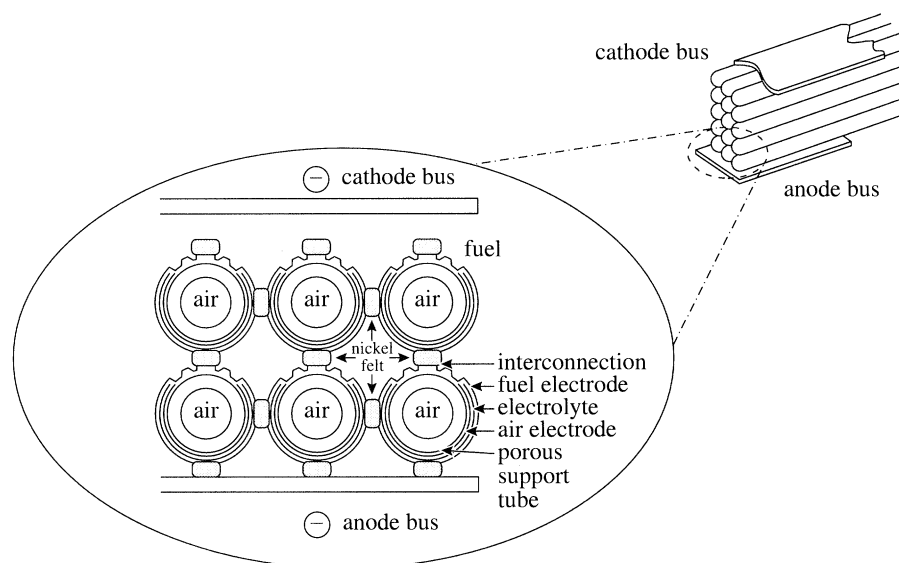 cathode bus
anode bus
⊖ cathode bus
fuel
air air air
nickel
felt
interconnection
fuel electrode
electrolyte
air electrode
porous
support
tube
air air air
⊖ anode bus